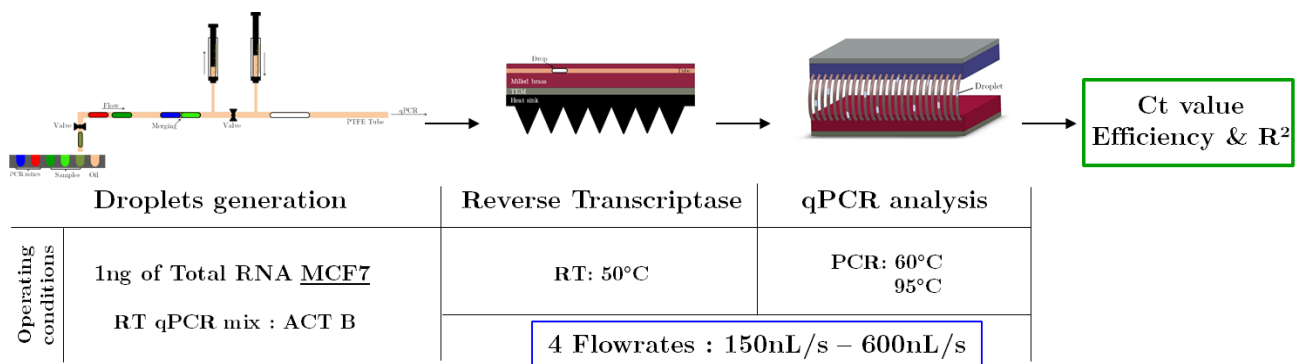 Flow
Valve
Merging
Valve
PTFE Tube
qPCR
PCR mixes
Samples
Oil
Drop
Tube
Milled brass
TEM
Heat sink
Droplet
Ct value
Efficiency & R²
Droplets generation
Reverse Transcriptase
qPCR analysis
Operating
conditions
1ng of Total RNA MCF7
RT qPCR mix : ACT B
RT: 50°C
PCR: 60°C
95°C
4 Flowrates : 150nL/s – 600nL/s